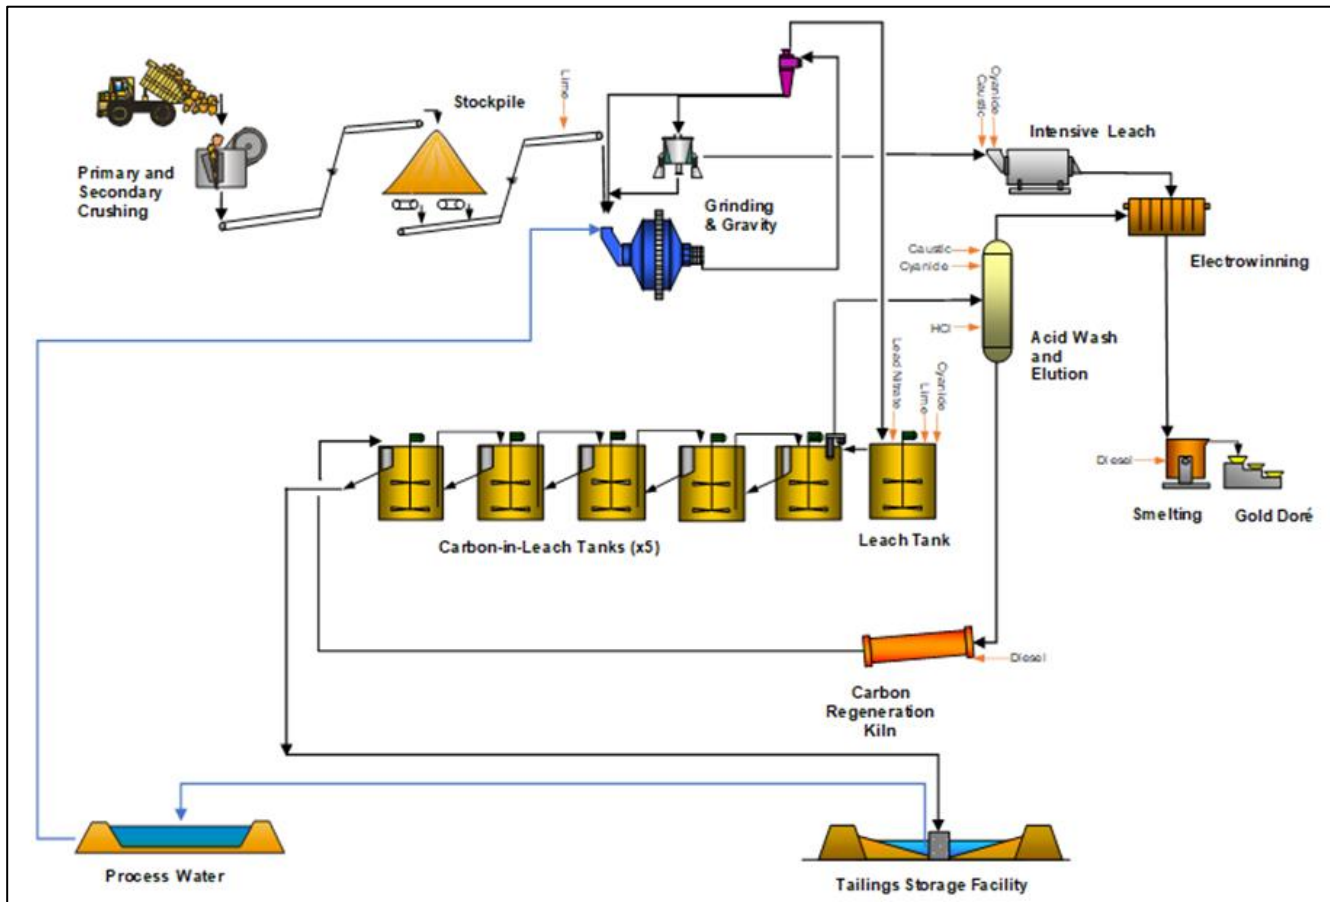 Stockpile
Lime
Cyanide
Caustic
Intensive Leach
Primary and
Secondary
Crushing
Grinding
& Gravity
Caustic
Cyanide
HCl
Electrowinning
Acid Wash
and
Elution
Lead Nitrate
Lime
Cyanide
Diesel
Smelting
Gold Doré
Carbon-in-Leach Tanks (x5)
Leach Tank
Diesel
Carbon
Regeneration
Kiln
Process Water
Tailings Storage Facility